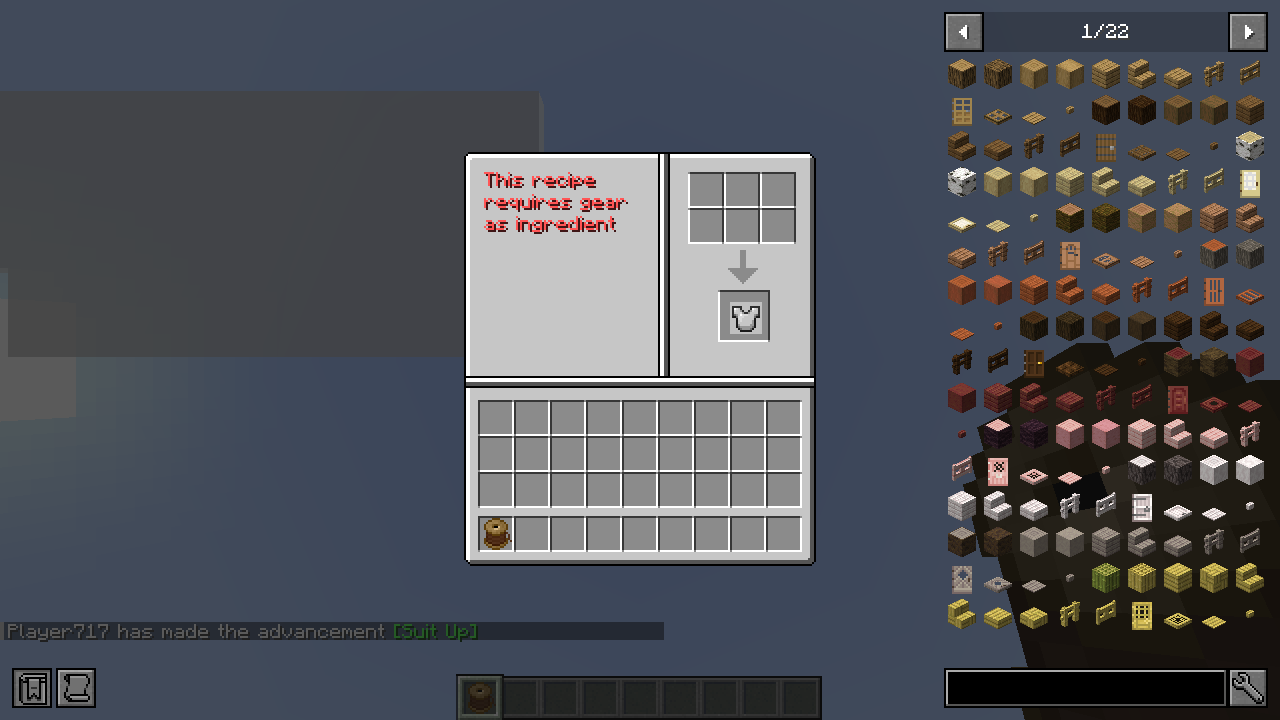 1/22
This recipe
requires gear
as ingredient
Player717 has made the advancement [Suit Up]